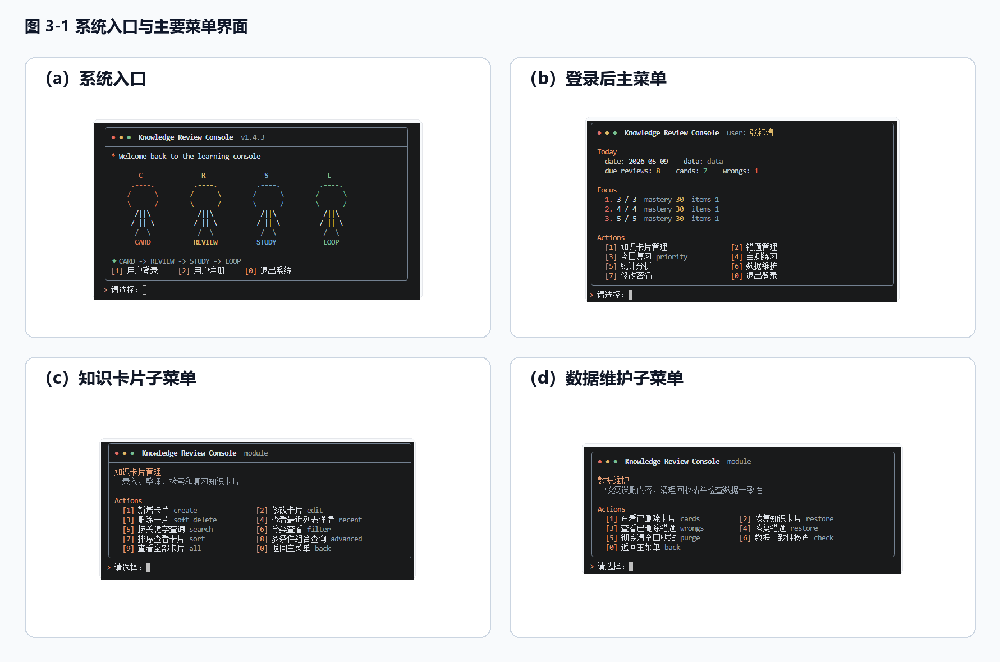 图 3-1 系统入口与主要菜单界面
（a）系统入口
● ● ● Knowledge Review Console v1.4.3
* Welcome back to the learning console
C R S L
.----. .----. .----. .----.
/ \ / \ / \ / \
\______/ \______/ \______/ \______/
/||\ /||\ /||\ /||\
/_||_\ /_||_\ /_||_\ /_||_\
/ \ / \ / \ / \
CARD REVIEW STUDY LOOP
✦ CARD -> REVIEW -> STUDY -> LOOP
[1] 用户登录 [2] 用户注册 [0] 退出系统
> 请选择：
（b）登录后主菜单
● ● ● Knowledge Review Console user: 张钰清
Today
date: 2026-05-09 data: data
due reviews: 8 cards: 7 wrongs: 1
Focus
1. 3 / 3 mastery 30 items 1
2. 4 / 4 mastery 30 items 1
3. 5 / 5 mastery 30 items 1
Actions
[1] 知识卡片管理 [2] 错题管理
[3] 今日复习 priority [4] 自测练习
[5] 统计分析 [6] 数据维护
[7] 修改密码 [0] 退出登录
> 请选择：
（c）知识卡片子菜单
● ● ● Knowledge Review Console module
知识卡片管理
录入、整理、检索和复习知识卡片
Actions
[1] 新增卡片 create [2] 修改卡片 edit
[3] 删除卡片 soft delete [4] 查看最近列表详情 recent
[5] 按关键字查询 search [6] 分类查看 filter
[7] 排序查看卡片 sort [8] 多条件组合查询 advanced
[9] 查看全部卡片 all [0] 返回主菜单 back
> 请选择：
（d）数据维护子菜单
● ● ● Knowledge Review Console module
数据维护
恢复误删内容，清理回收站并检查数据一致性
Actions
[1] 查看已删除卡片 cards [2] 恢复知识卡片 restore
[3] 查看已删除错题 wrongs [4] 恢复错题 restore
[5] 彻底清空回收站 purge [6] 数据一致性检查 check
[0] 返回主菜单 back
> 请选择：